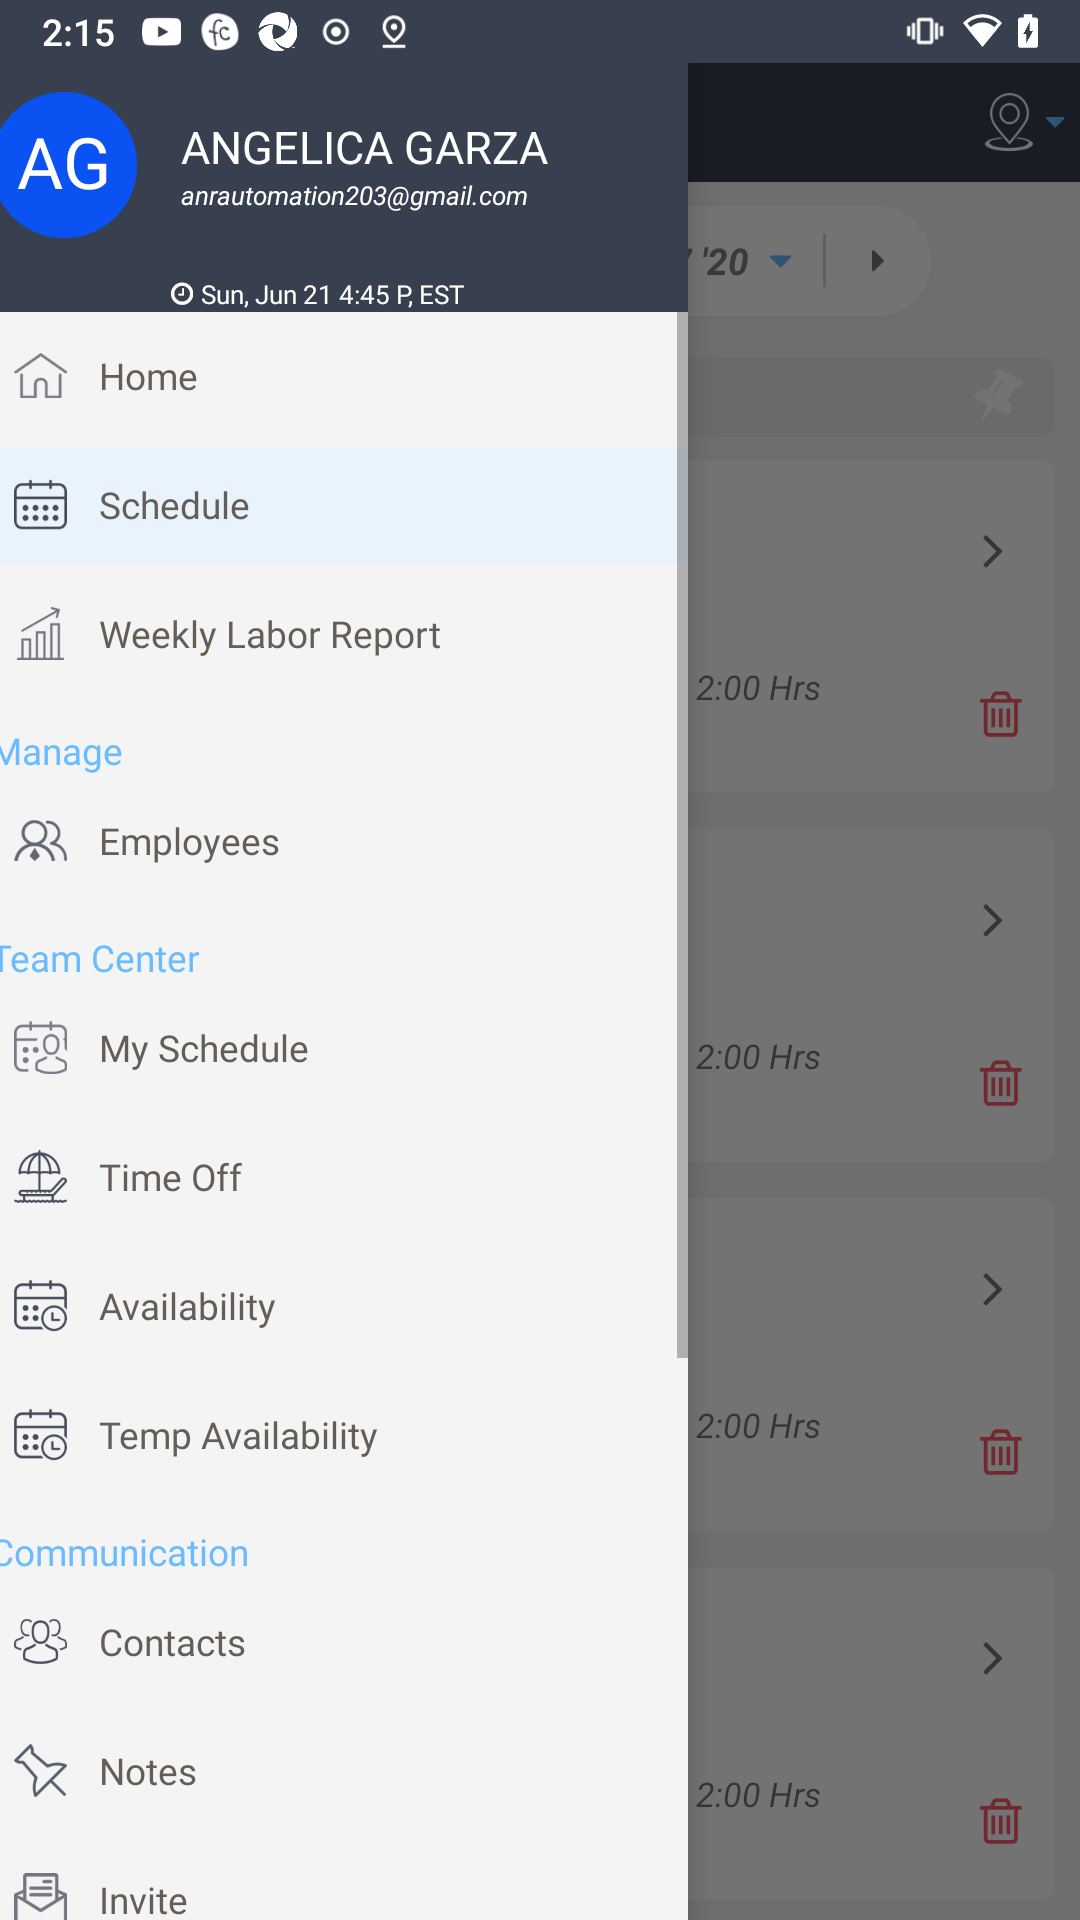 2:15
fc
AG
ANGELICA GARZA
anrautomation203@gmail.com
Sun, Jun 21 4:45 P, EST
'20
Home
Schedule
Weekly Labor Report
2:00 Hrs
Manage
Employees
Team Center
My Schedule
2:00 Hrs
Time Off
Availability
Temp Availability
2:00 Hrs
Communication
Contacts
Notes
2:00 Hrs
Invite